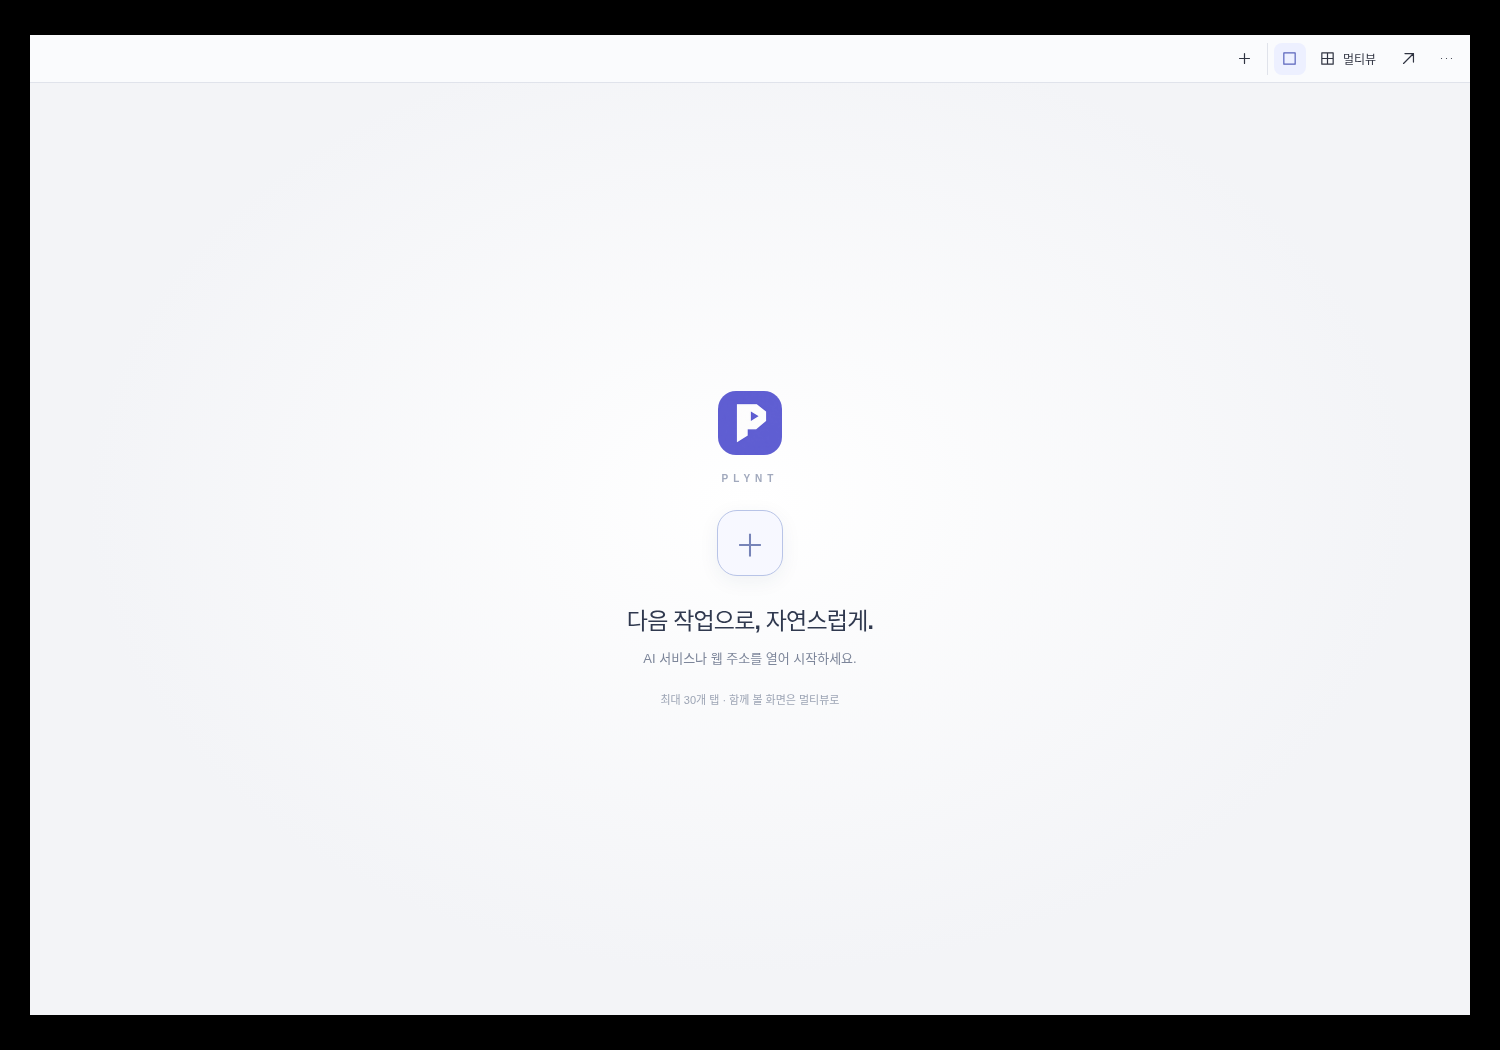 멀티뷰
PLYNT
다음 작업으로, 자연스럽게.
AI 서비스나 웹 주소를 열어 시작하세요.
최대 30개 탭 · 함께 볼 화면은 멀티뷰로